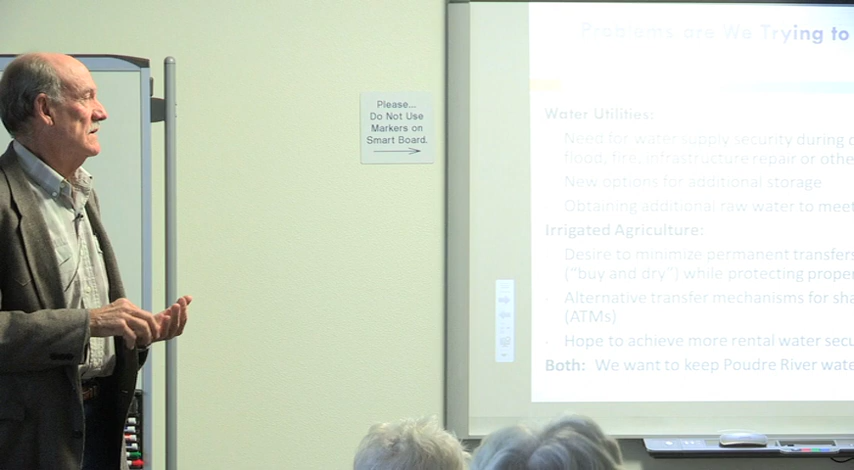 Please...
Do Not Use
Markers on
Smart Board.
Problems are We Trying to
Water Utilities:
Need for water supply security during
flood, fire, infrastructure repair or othe
New options for additional storage
Obtaining additional raw water to meet
Irrigated Agriculture:
Desire to minimize permanent transfers
("buy and dry") while protecting proper
Alternative transfer mechanisms for sha
(ATMs)
Hope to achieve more rental water secu
Both: We want to keep Poudre River wate